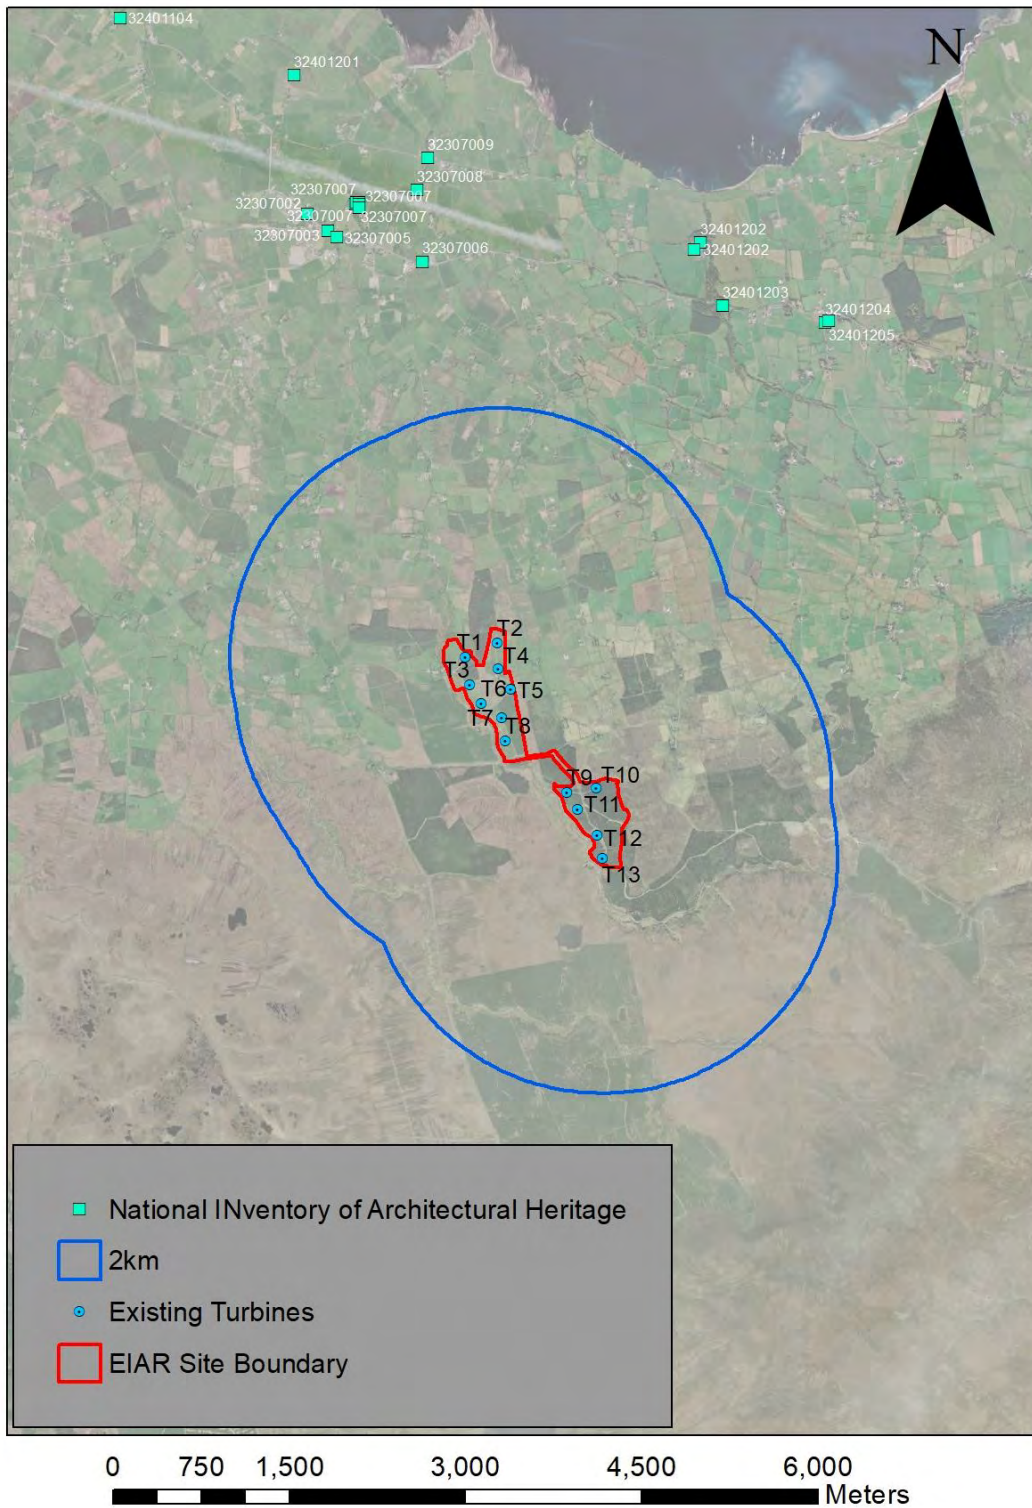 32401104
N
32401201
32307009
32307008
32307007
32307007
32307002
32307007
32307007
32307003
32307005
32307006
32401202
32401202
32401203
32401204
32401205
T2
T1
T4
T3
T6
T5
T7
T8
T9
T10
T11
T12
T13
National INventory of Architectural Heritage
2km
Existing Turbines
EIAR Site Boundary
0 750 1,500 3,000 4,500 6,000
Meters